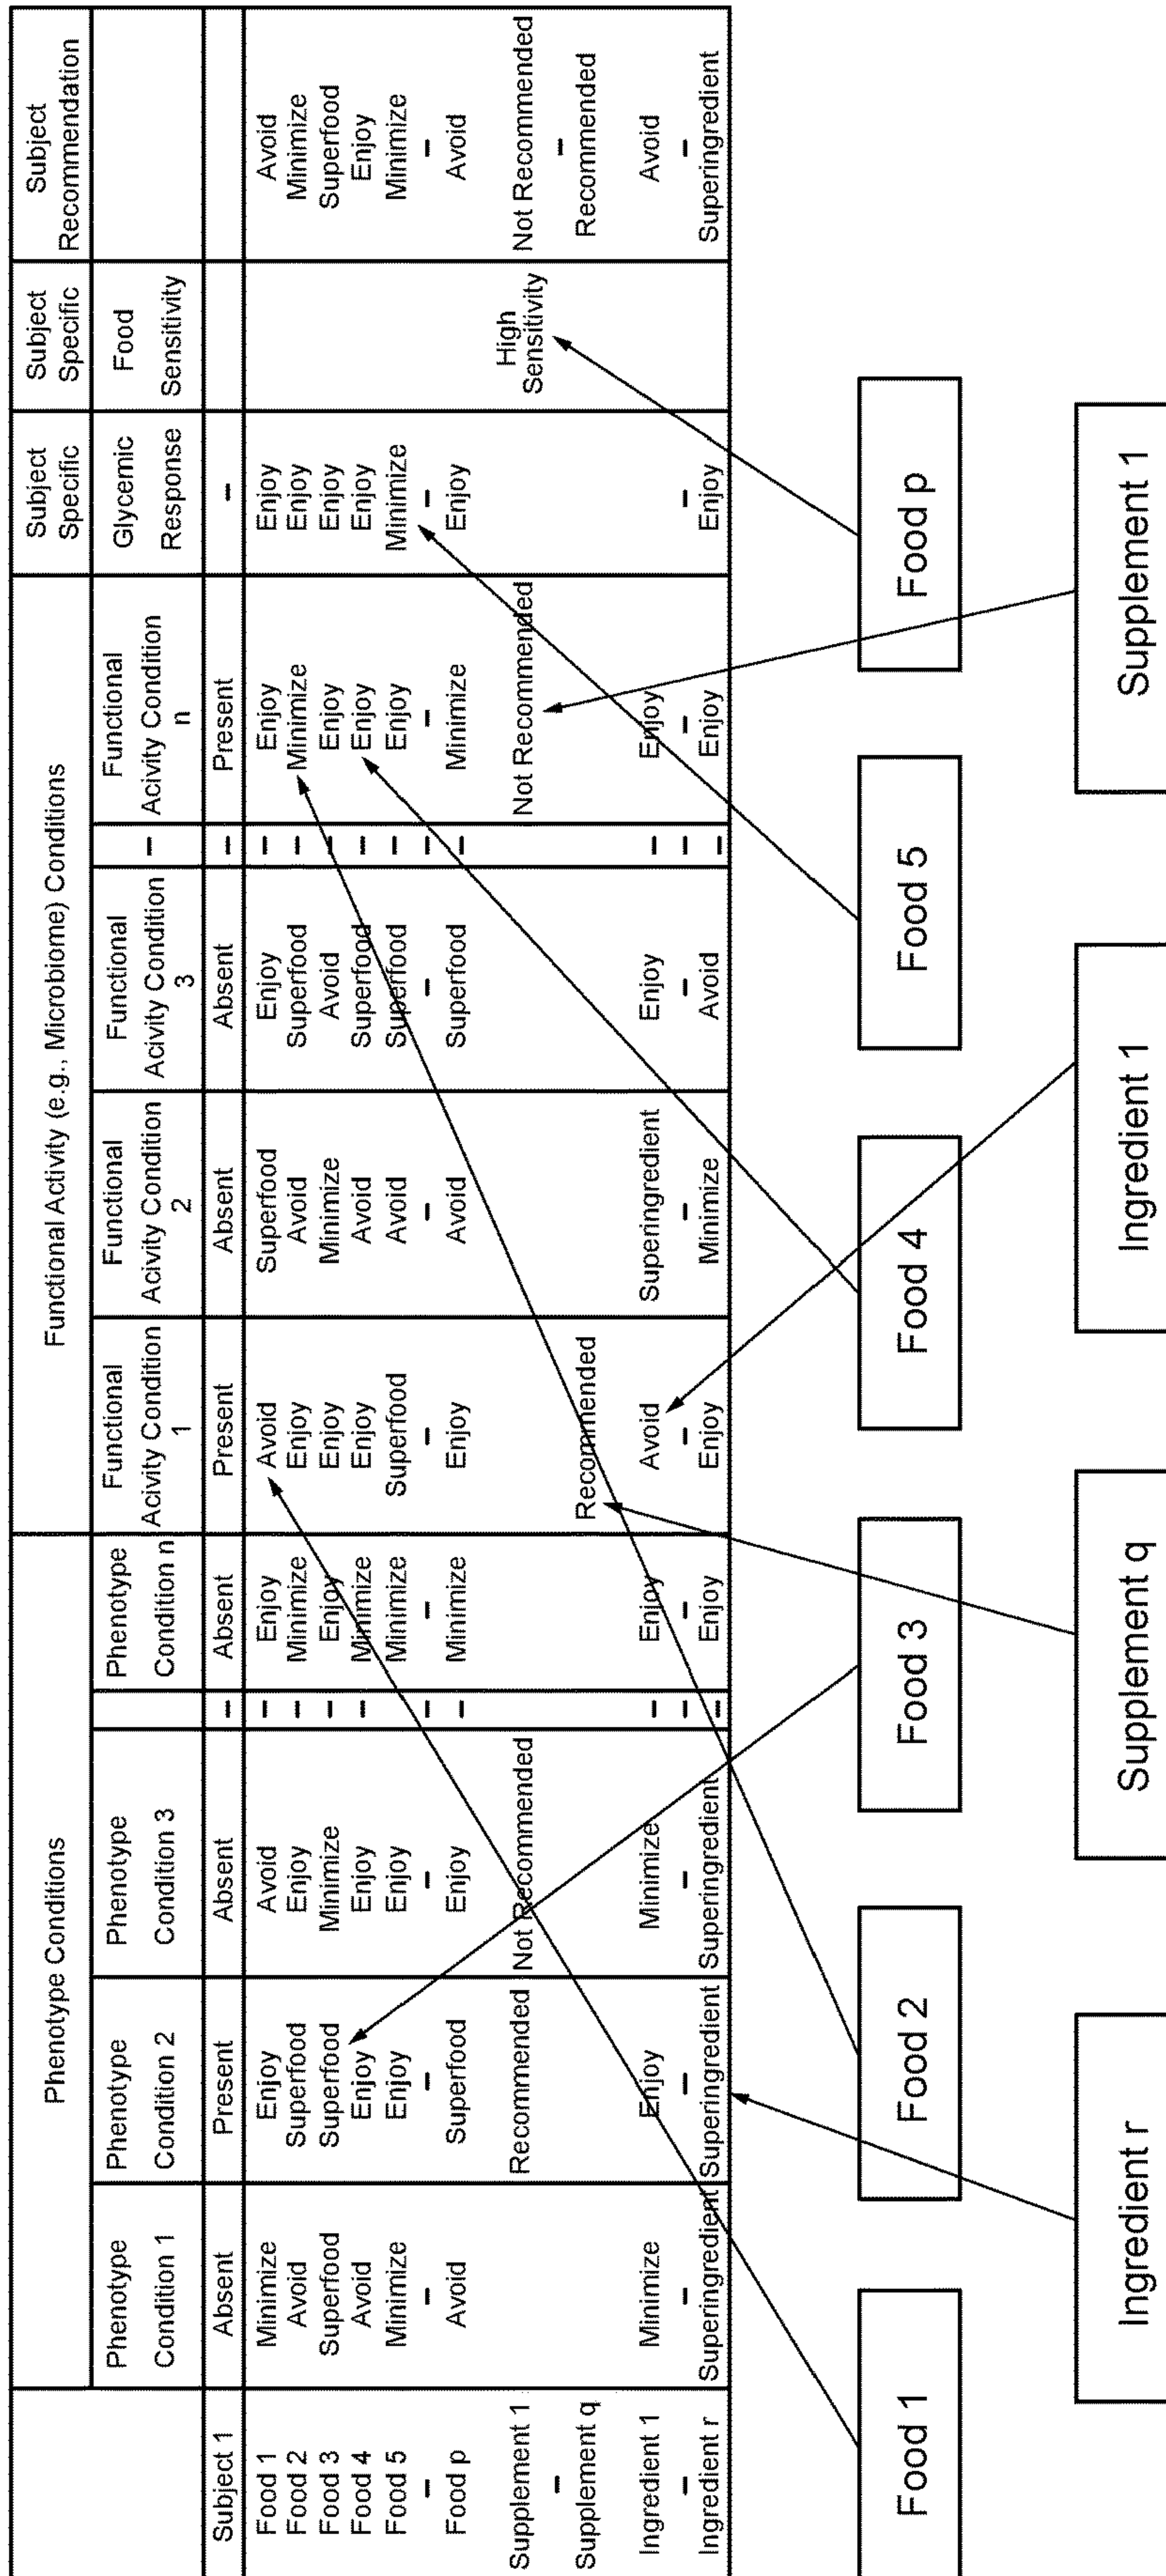 Phenotype Conditions
Functional Activity (e.g., Microbiome) Conditions
Subject
Specific
Subject
Specific
Subject
Recommendation
Phenotype
Condition 1
Phenotype
Condition 2
Phenotype
Condition 3
Phenotype
Condition n
Functional
Acivity Condition
1
Functional
Acivity Condition
2
Functional
Acivity Condition
3
–
Functional
Acivity Condition
n
Glycemic
Response
Food
Sensitivity
Subject 1 Absent Present Absent – Absent Present Absent Absent – Present –
Food 1 Minimize Enjoy Avoid – Enjoy Avoid Superfood Enjoy – Enjoy Enjoy Avoid
Food 2 Avoid Superfood Enjoy – Minimize Enjoy Avoid Superfood – Minimize Enjoy Minimize
Food 3 Superfood Superfood Minimize – Enjoy Enjoy Minimize Avoid – Enjoy Enjoy Superfood
Food 4 Avoid Enjoy Enjoy – Minimize Enjoy Avoid Superfood – Enjoy Enjoy Enjoy
Food 5 Minimize Enjoy Enjoy Minimize Superfood Avoid Superfood – Enjoy Minimize Minimize
– – – – – – – – – – – – – –
Food p Avoid Superfood Enjoy – Minimize Enjoy Avoid Superfood – Minimize Enjoy Avoid
Supplement 1 Recommended Not Recommended Not Recommended High
Sensitivity Not Recommended
– –
Supplement q Recommended Recommended
Ingredient 1 Minimize Enjoy Minimize – Enjoy Avoid Superingredient Enjoy – Enjoy Avoid
– – – – – – – – – – – – –
Ingredient r Superingredient Superingredient Superingredient – Enjoy Enjoy Minimize Avoid – Enjoy Enjoy Superingredient
Food 1
Food 2
Food 3
Food 4
Food 5
Food p
Ingredient r
Supplement q
Ingredient 1
Supplement 1